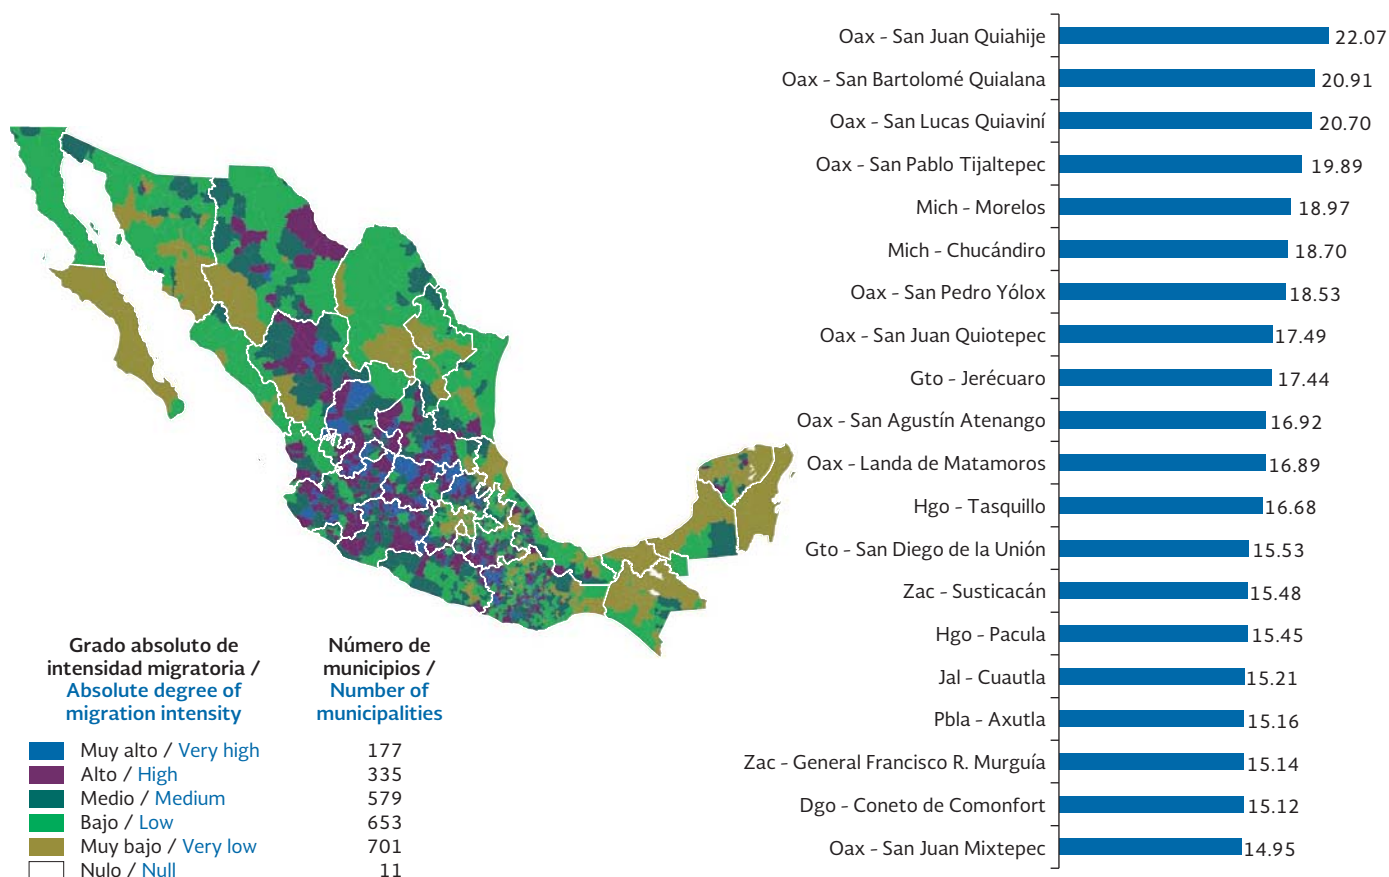 Oax - San Juan Quiahije 22.07
Oax - San Bartolomé Quialana 20.91
Oax - San Lucas Quiaviní 20.70
Oax - San Pablo Tijaltepec 19.89
Mich - Morelos 18.97
Mich - Chucándiro 18.70
Oax - San Pedro Yólox 18.53
Oax - San Juan Quiotepec 17.49
Gto - Jerécuaro 17.44
Oax - San Agustín Atenango 16.92
Oax - Landa de Matamoros 16.89
Hgo - Tasquillo 16.68
Gto - San Diego de la Unión 15.53
Zac - Susticacán 15.48
Hgo - Pacula 15.45
Jal - Cuautla 15.21
Pbla - Axutla 15.16
Zac - General Francisco R. Murguía 15.14
Dgo - Coneto de Comonfort 15.12
Oax - San Juan Mixtepec 14.95
Grado absoluto de
intensidad migratoria /
Absolute degree of
migration intensity
Número de
municipios /
Number of
municipalities
Muy alto / Very high 177
Alto / High 335
Medio / Medium 579
Bajo / Low 653
Muy bajo / Very low 701
Nulo / Null 11